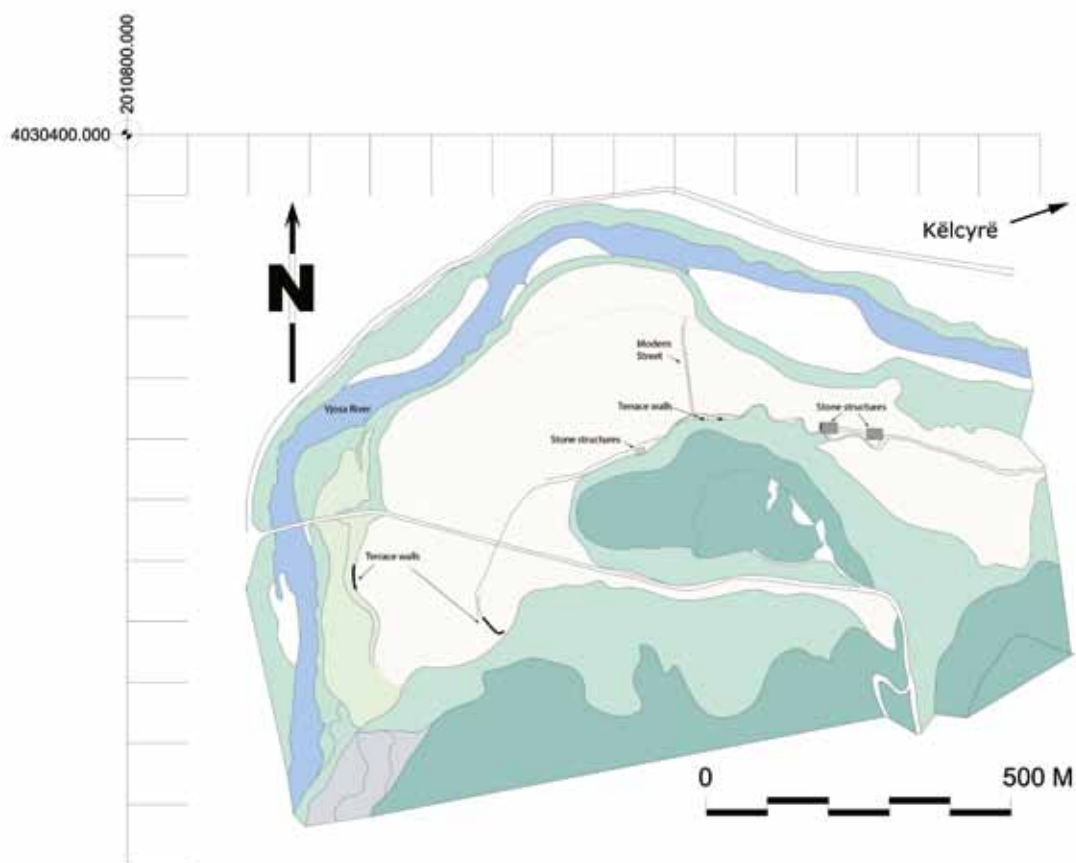 2010800.000
4030400.000
Këlcyrë
N
Modern
Street
Vjosa River
Terrace walls
Stone structures
Stone structures
Terrace walls
0 500 M